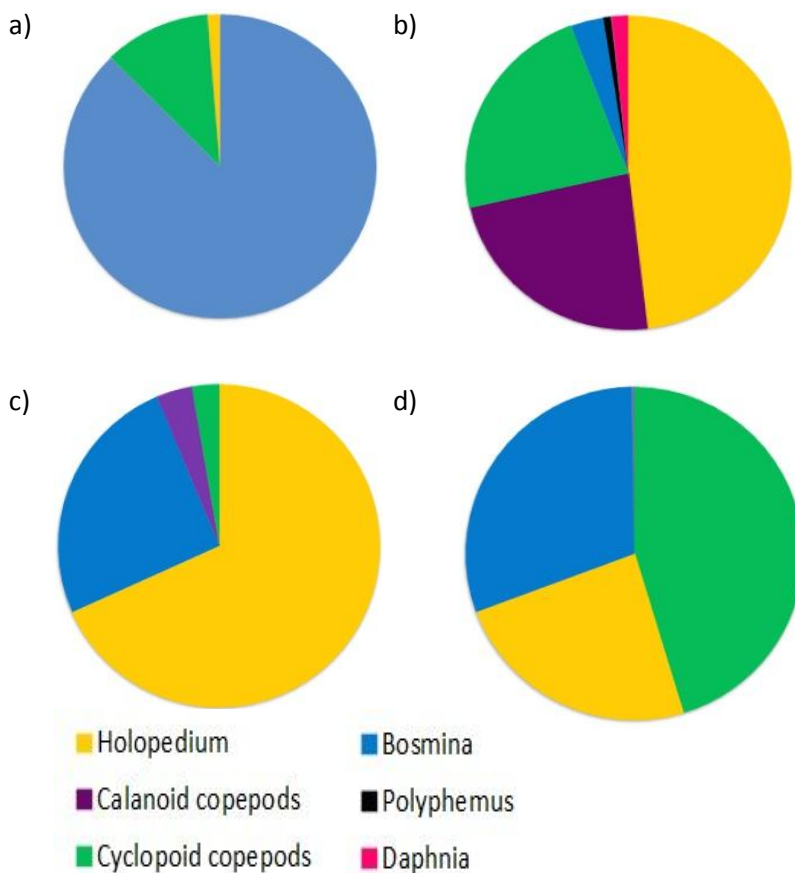 a)
b)
c)
d)
Holopedium
Bosmina
Calanoid copepods
Polyphemus
Cyclopoid copepods
Daphnia